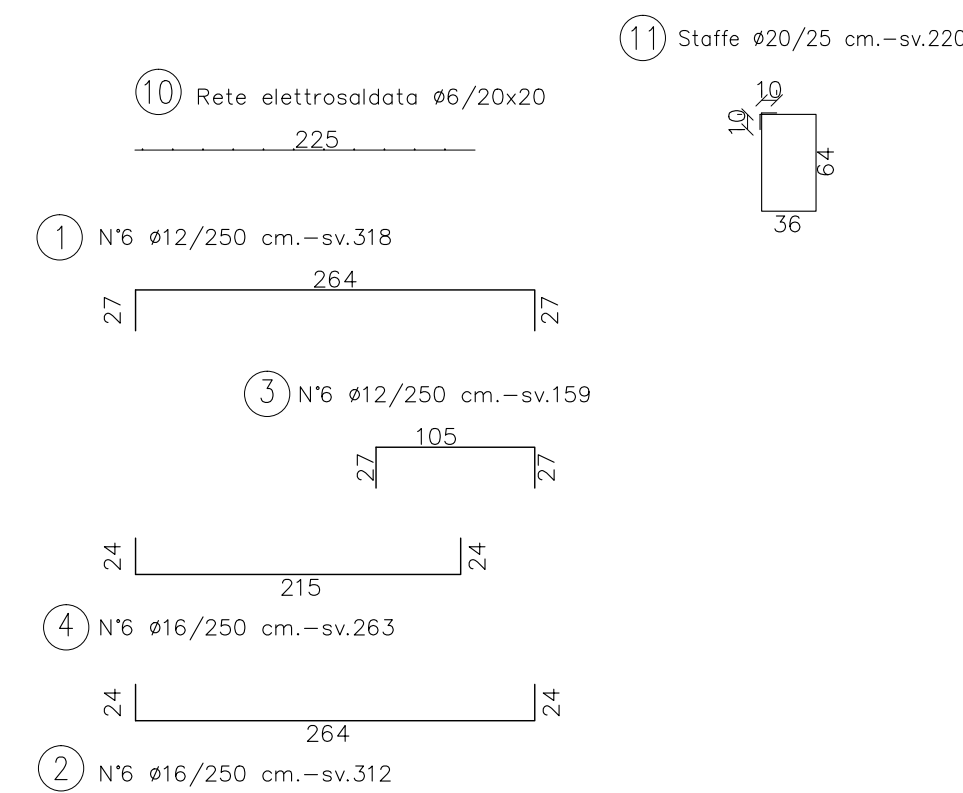 11 Staffe ø20/25 cm.-sv.220
10
10
64
36
10 Rete elettrosaldata ø6/20x20
225
1 N°6 ø12/250 cm.-sv.318
264
27
27
3 N°6 ø12/250 cm.-sv.159
105
27
27
24
24
215
4 N°6 ø16/250 cm.-sv.263
24
24
264
2 N°6 ø16/250 cm.-sv.312